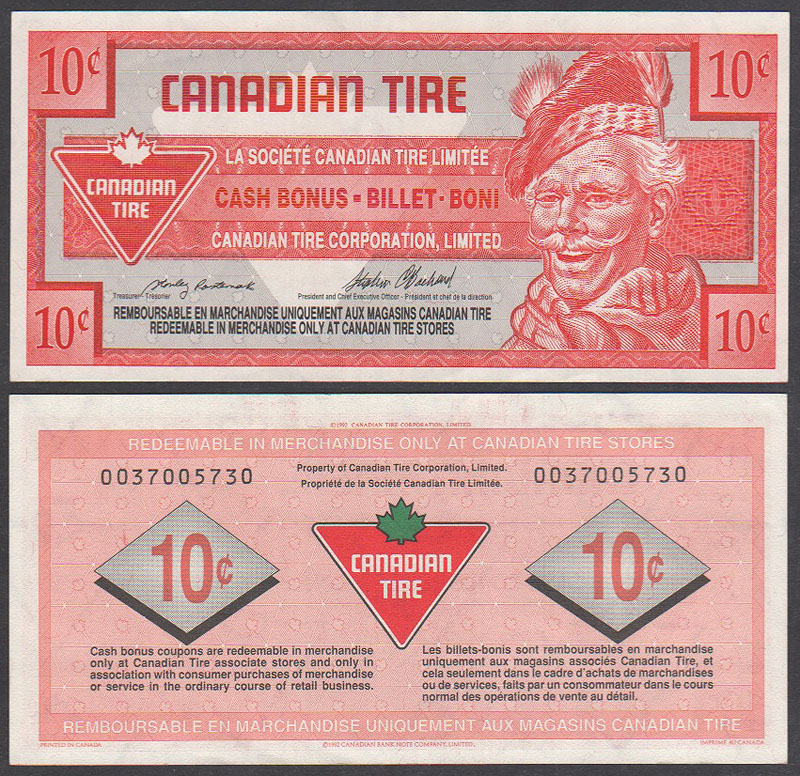 10¢ 10¢
CANADIAN TIRE
LA SOCIÉTÉ CANADIAN TIRE LIMITÉE
CANADIAN
TIRE
CASH BONUS - BILLET - BONI
CANADIAN TIRE CORPORATION, LIMITED
Treasurer - Trésorier President and Chief Executive Officer - Président et chef de la direction
10¢ 10¢
REMBOURSABLE EN MARCHANDISE UNIQUEMENT AUX MAGASINS CANADIAN TIRE
REDEEMABLE IN MERCHANDISE ONLY AT CANADIAN TIRE STORES
©1992 CANADIAN TIRE CORPORATION, LIMITED.
REDEEMABLE IN MERCHANDISE ONLY AT CANADIAN TIRE STORES
0037005730 0037005730
Property of Canadian Tire Corporation, Limited.
Propriété de la Société Canadian Tire Limitée.
10¢ 10¢
CANADIAN
TIRE
Cash bonus coupons are redeemable in merchandise
only at Canadian Tire associate stores and only in
association with consumer purchases of merchandise
or service in the ordinary course of retail business.
Les billets-bonis sont remboursables en marchandise
uniquement aux magasins associés Canadian Tire, et
cela seulement dans le cadre d'achats de marchandises
ou de services, faits par un consommateur dans le cours
normal des opérations de vente au détail.
REMBOURSABLE EN MARCHANDISE UNIQUEMENT AUX MAGASINS CANADIAN TIRE
PRINTED IN CANADA ©1992 CANADIAN BANK NOTE COMPANY, LIMITED. IMPRIMÉ AU CANADA